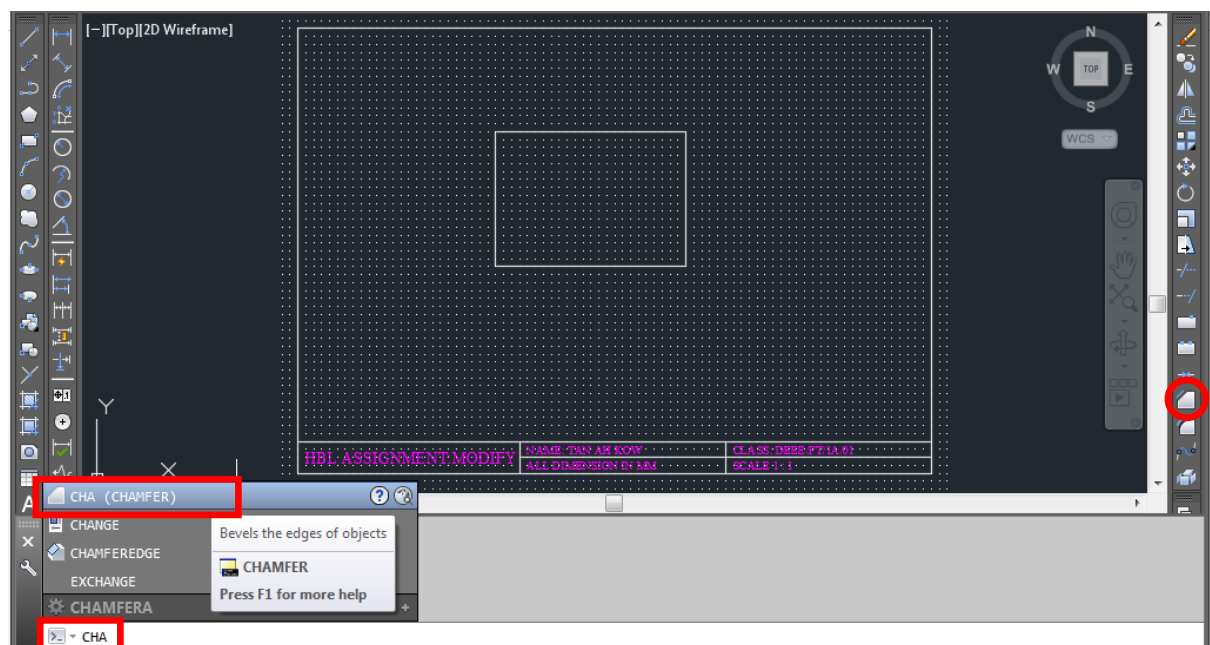 [−][Top][2D Wireframe]
N
W TOP E
S
WCS
Y
X
HBL ASSIGNMENT MODIFY
NAME: TAN AH KOW
CLASS: DEEE/FT/1A/01
ALL DIMENSION IN MM
SCALE 1: 1
A
CHA (CHAMFER)
CHANGE
CHAMFEREDGE
EXCHANGE
CHAMFERA
Bevels the edges of objects
CHAMFER
Press F1 for more help
CHA